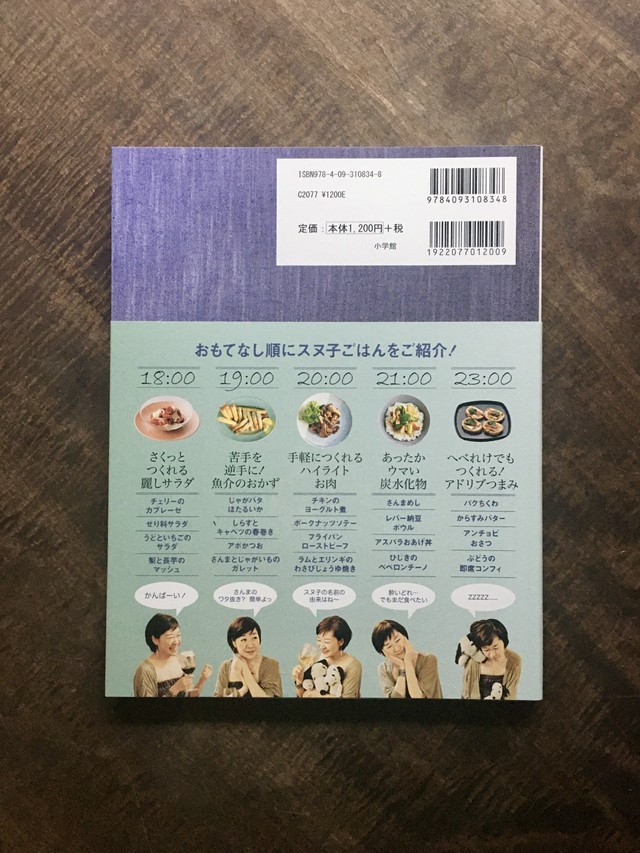 ISBN978-4-09-310834-8
C2077 ¥1200E
定価：本体1,200円＋税
小学館
9784093108348
1922077012009
おもてなし順にスヌ子ごはんをご紹介！
18:00
さくっと
つくれる
麗しサラダ
チェリーの
カプレーゼ
せり科サラダ
うどといちごの
サラダ
梨と長芋の
マッシュ
かんぱーい！
19:00
苦手を
逆手に！
魚介のおかず
じゃがバタ
ほたるいか
しらすと
キャベツの春巻き
アボかつお
さんまとじゃがいもの
ガレット
さんまの
ワタ抜き？ 簡単よっ
20:00
手軽につくれる
ハイライト
お肉
チキンの
ヨーグルト煮
ポークナッツソテー
フライパン
ローストビーフ
ラムとエリンギの
わさびしょうゆ焼き
スヌ子の名前の
由来はね〜
21:00
あったか
ウマい
炭水化物
さんまめし
レバー納豆
ボウル
アスパラおあげ丼
ひじきの
ペペロンチーノ
酔いどれ…
でもまだ食べたい
23:00
へべれけでも
つくれる！
アドリブつまみ
パクちくわ
からすみバター
アンチョビ
おさつ
ぶどうの
即席コンフィ
zzzzz.....